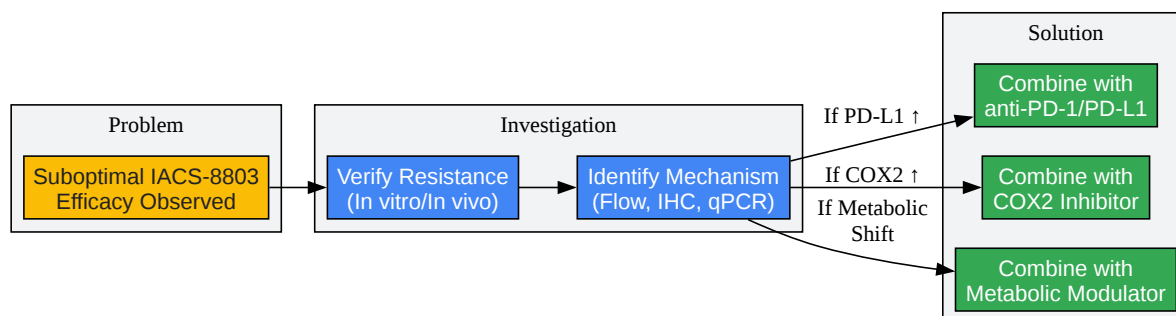 Problem
Suboptimal IACS-8803
Efficacy Observed
Investigation
Verify Resistance
(In vitro/In vivo)
Identify Mechanism
(Flow, IHC, qPCR)
If PD-L1 ↑
If COX2 ↑
If Metabolic
Shift
Solution
Combine with
anti-PD-1/PD-L1
Combine with
COX2 Inhibitor
Combine with
Metabolic Modulator